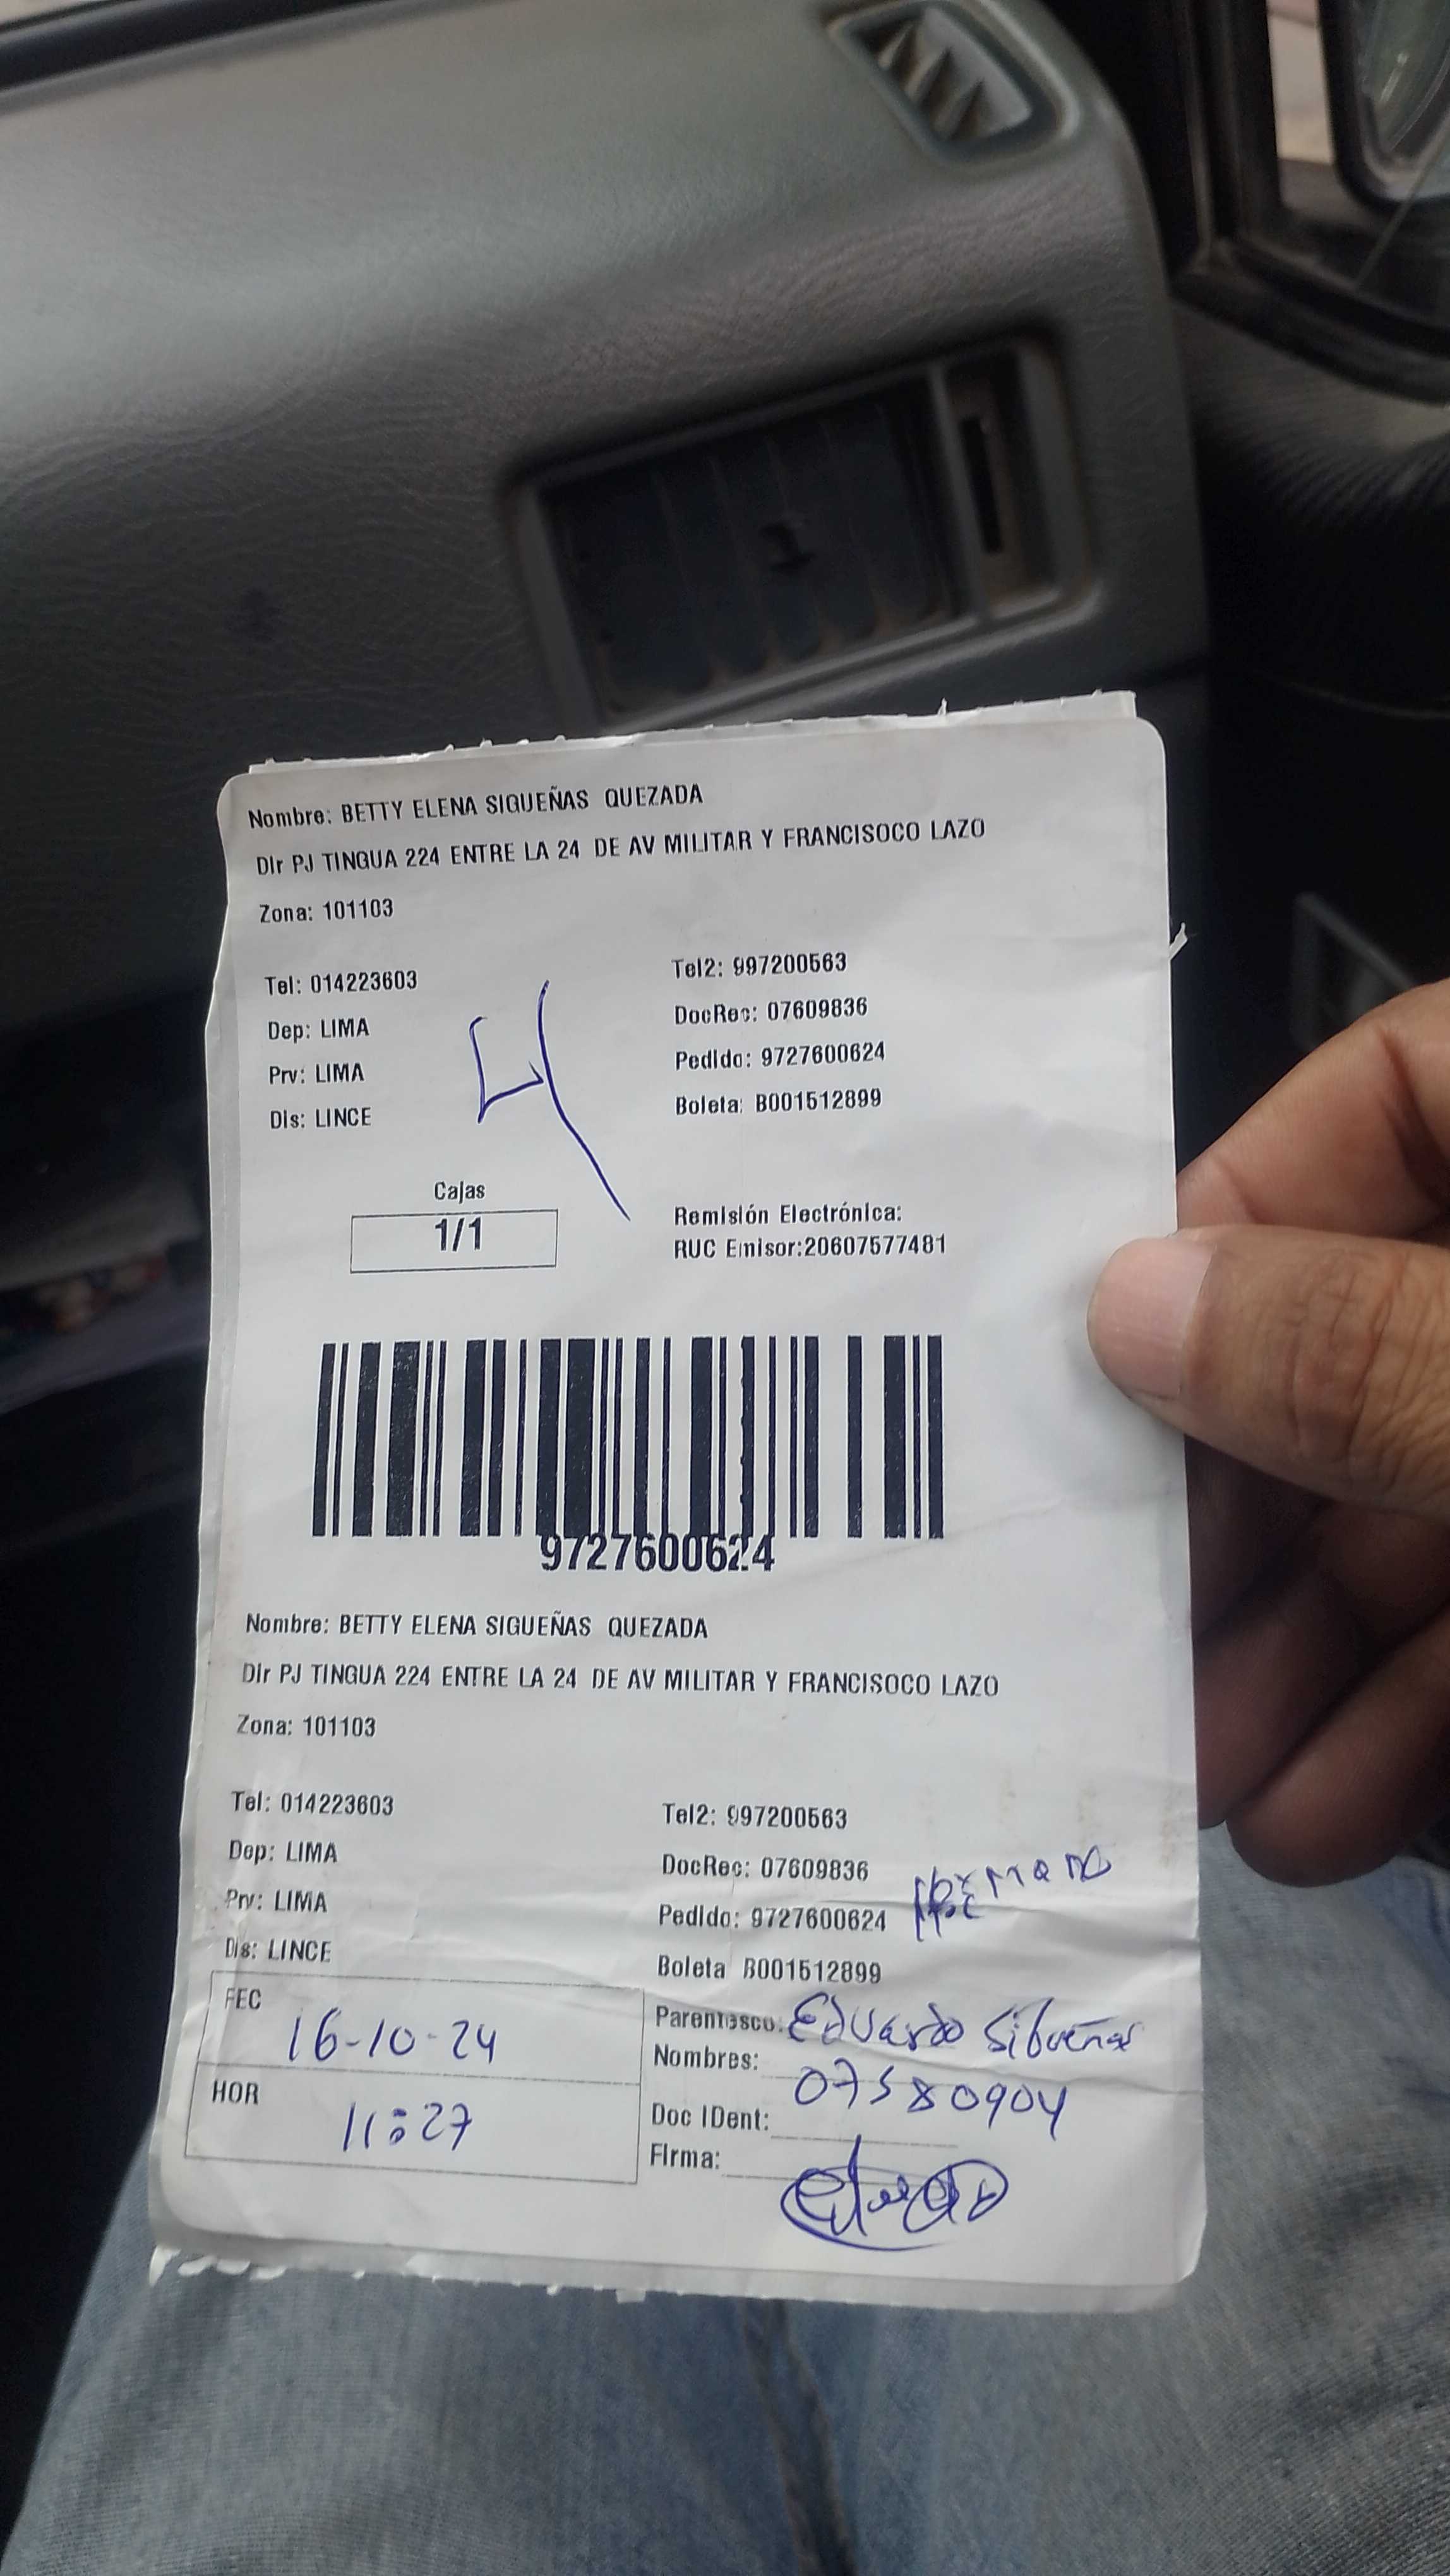 Nombre: BETTY ELENA SIGUEÑAS QUEZADA
Dir PJ TINGUA 224 ENTRE LA 24 DE AV MILITAR Y FRANCISOCO LAZO
Zona: 101103
Tel: 014223603 Tel2: 997200563
Dep: LIMA DocRec: 07609836
Prv: LIMA Pedido: 9727600624
Dis: LINCE Boleta: B001512899
4
Cajas
1/1
Remisión Electrónica:
RUC Emisor:20607577481
9727600624
Nombre: BETTY ELENA SIGUEÑAS QUEZADA
Dir PJ TINGUA 224 ENTRE LA 24 DE AV MILITAR Y FRANCISOCO LAZO
Zona: 101103
Tel: 014223603 Tel2: 997200563
Dep: LIMA DocRec: 07609836
Prv: LIMA Pedido: 9727600624 Hermano
Dis: LINCE Boleta B001512899
FEC 16-10-24
Parentesco: Eduardo Sigueñas
Nombres: 07580904
HOR 11:27
Doc IDent:
Firma: